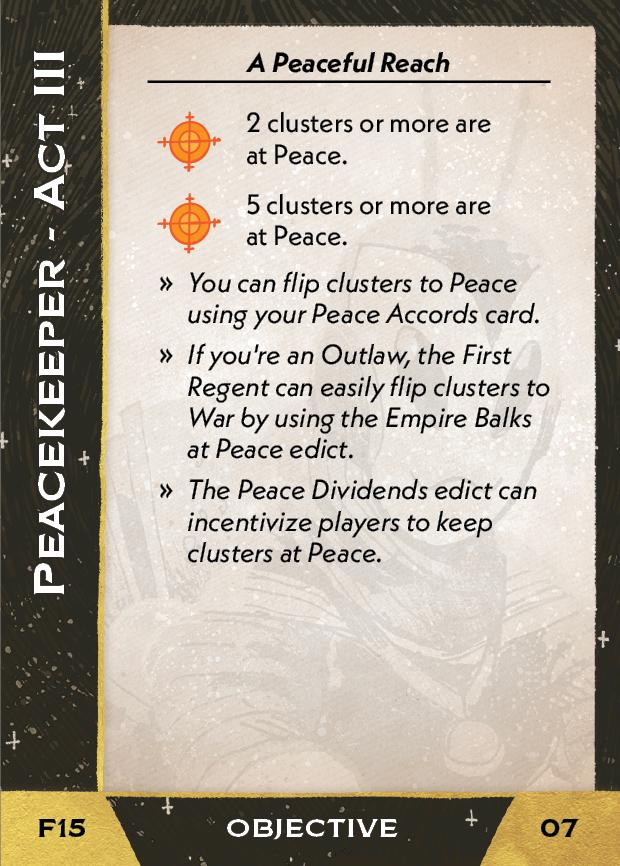 PEACEKEEPER - ACT III
A Peaceful Reach
2 clusters or more are
at Peace.
5 clusters or more are
at Peace.
» You can flip clusters to Peace
using your Peace Accords card.
» If you're an Outlaw, the First
Regent can easily flip clusters to
War by using the Empire Balks
at Peace edict.
» The Peace Dividends edict can
incentivize players to keep
clusters at Peace.
F15 OBJECTIVE 07